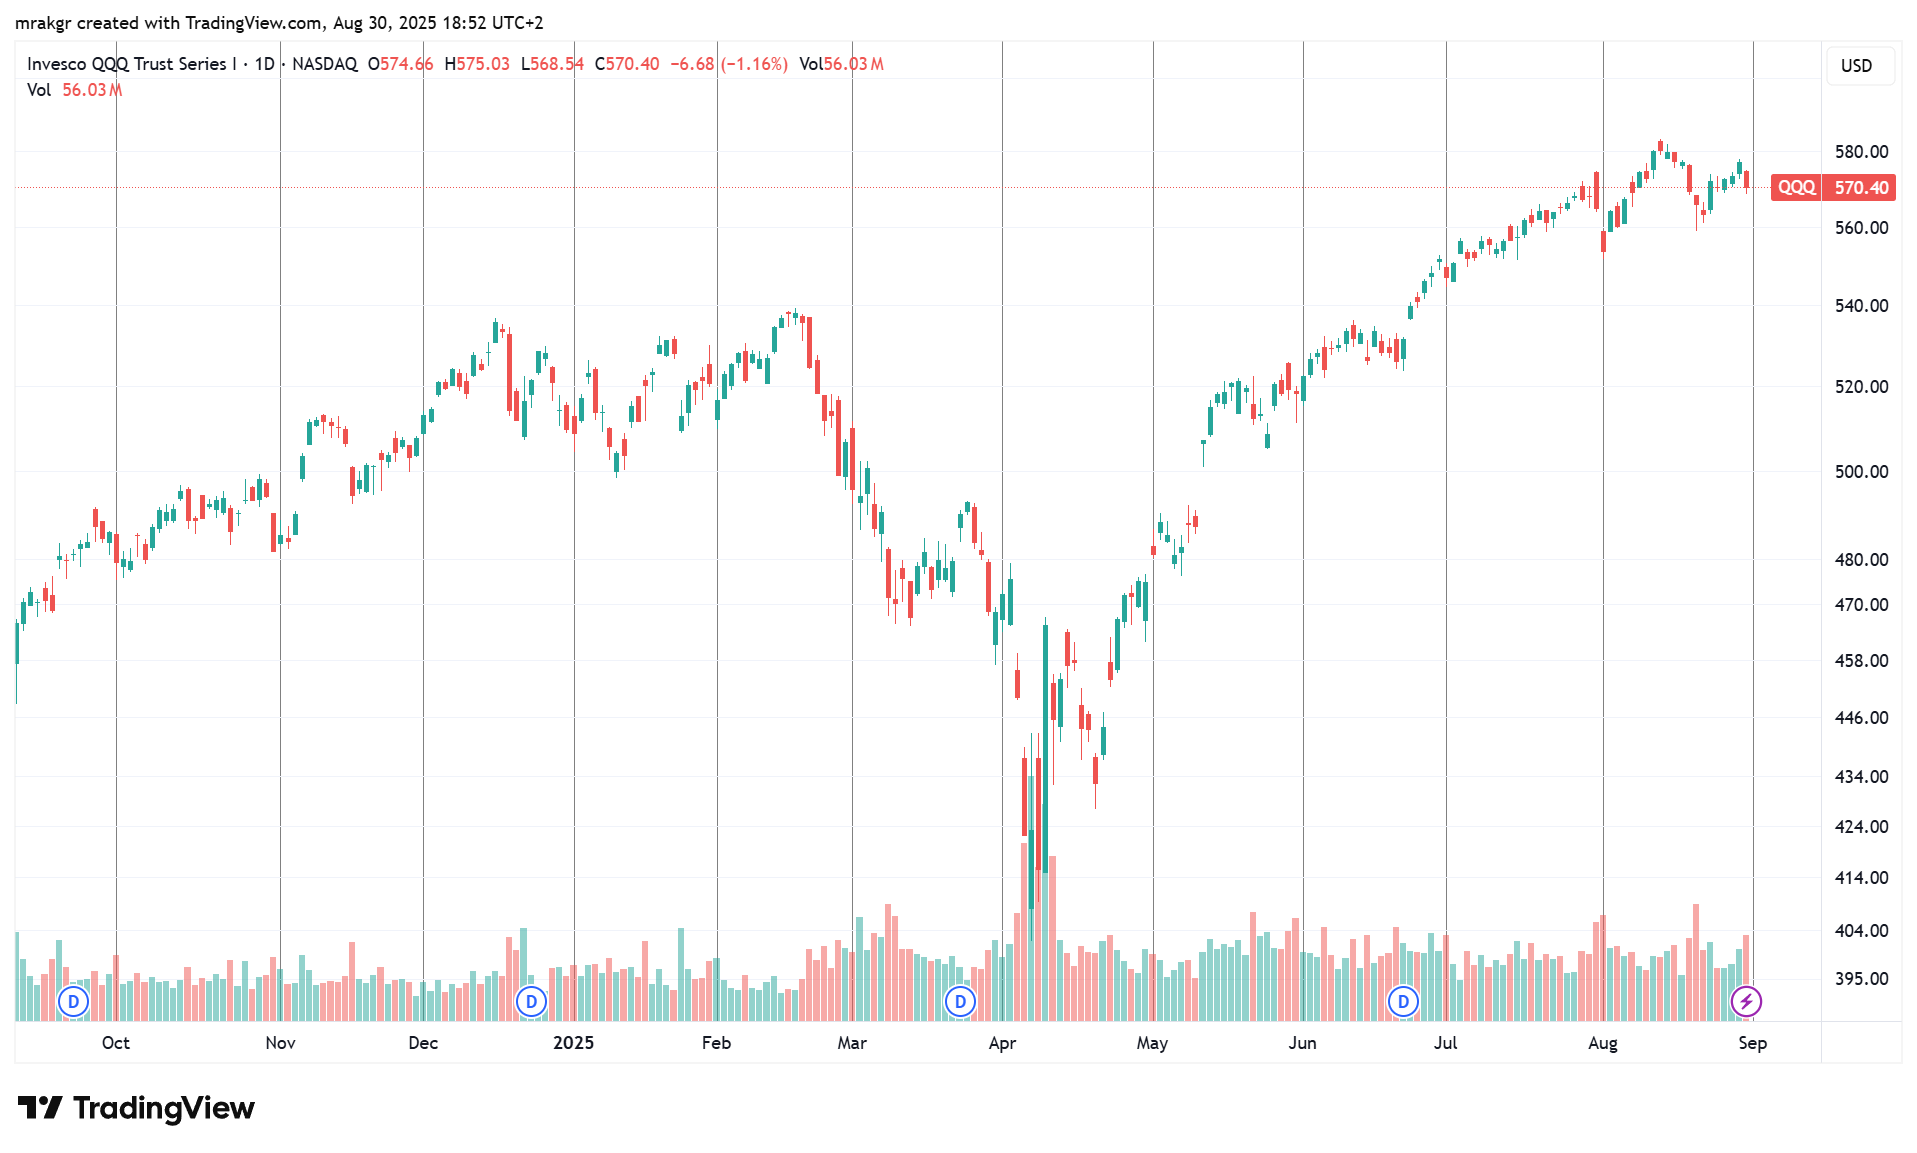 mrakgr created with TradingView.com, Aug 30, 2025 18:52 UTC+2
Invesco QQQ Trust Series I · 1D · NASDAQ O574.66 H575.03 L568.54 C570.40 −6.68 (−1.16%) Vol56.03 M
USD
Vol 56.03 M
580.00
QQQ 570.40
560.00
540.00
520.00
500.00
480.00
470.00
458.00
446.00
434.00
424.00
414.00
404.00
395.00
D D D D
Oct Nov Dec 2025 Feb Mar Apr May Jun Jul Aug Sep
TradingView